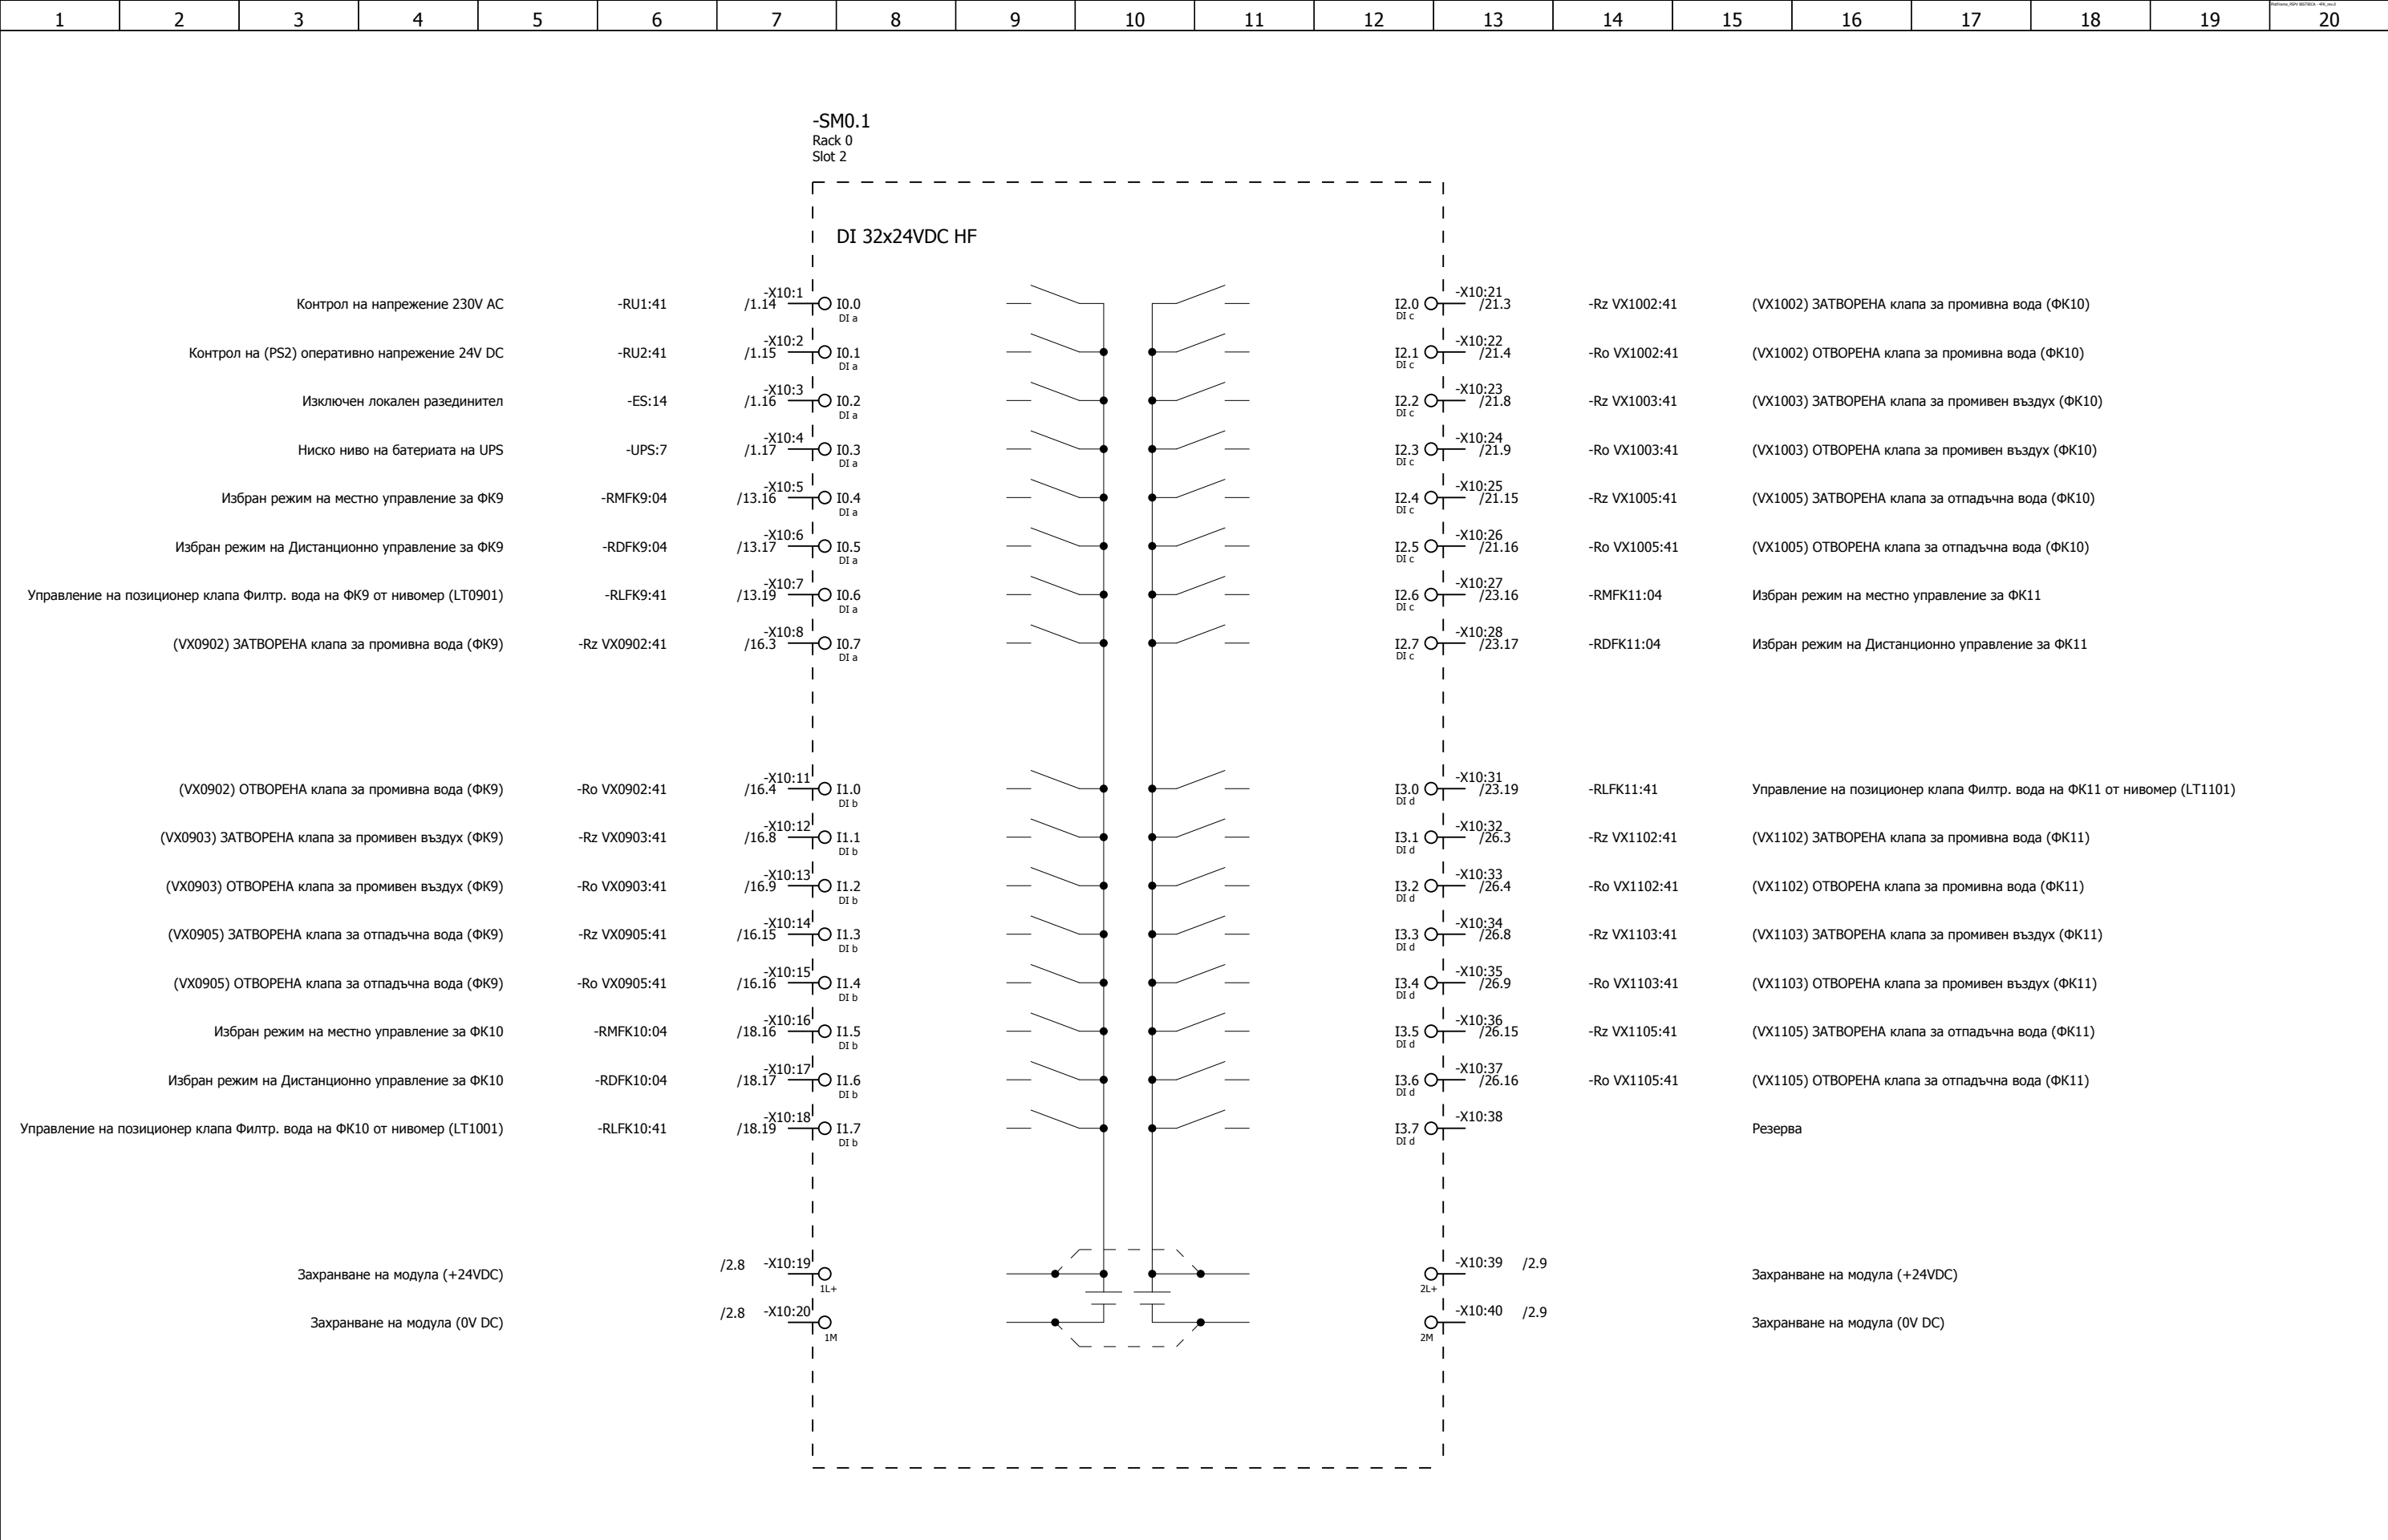 1 2 3 4 5 6 7 8 9 10 11 12 13 14 15 16 17 18 19 20
-SM0.1
Rack 0
Slot 2
DI 32x24VDC HF
Контрол на напрежение 230V AC -RU1:41 /1.14 -X10:1 I0.0 DI a
Контрол на (PS2) оперативно напрежение 24V DC -RU2:41 /1.15 -X10:2 I0.1 DI a
Изключен локален разединител -ES:14 /1.16 -X10:3 I0.2 DI a
Ниско ниво на батериата на UPS -UPS:7 /1.17 -X10:4 I0.3 DI a
Избран режим на местно управление за ФК9 -RMFK9:04 /13.16 -X10:5 I0.4 DI a
Избран режим на Дистанционно управление за ФК9 -RDFK9:04 /13.17 -X10:6 I0.5 DI a
Управление на позиционер клапа Филтр. вода на ФК9 от нивомер (LT0901) -RLFK9:41 /13.19 -X10:7 I0.6 DI a
(VX0902) ЗАТВОРЕНА клапа за промивна вода (ФК9) -Rz VX0902:41 /16.3 -X10:8 I0.7 DI a
(VX0902) ОТВОРЕНА клапа за промивна вода (ФК9) -Ro VX0902:41 /16.4 -X10:11 I1.0 DI b
(VX0903) ЗАТВОРЕНА клапа за промивен въздух (ФК9) -Rz VX0903:41 /16.8 -X10:12 I1.1 DI b
(VX0903) ОТВОРЕНА клапа за промивен въздух (ФК9) -Ro VX0903:41 /16.9 -X10:13 I1.2 DI b
(VX0905) ЗАТВОРЕНА клапа за отпадъчна вода (ФК9) -Rz VX0905:41 /16.15 -X10:14 I1.3 DI b
(VX0905) ОТВОРЕНА клапа за отпадъчна вода (ФК9) -Ro VX0905:41 /16.16 -X10:15 I1.4 DI b
Избран режим на местно управление за ФК10 -RMFK10:04 /18.16 -X10:16 I1.5 DI b
Избран режим на Дистанционно управление за ФК10 -RDFK10:04 /18.17 -X10:17 I1.6 DI b
Управление на позиционер клапа Филтр. вода на ФК10 от нивомер (LT1001) -RLFK10:41 /18.19 -X10:18 I1.7 DI b
Захранване на модула (+24VDC) /2.8 -X10:19 1L+
Захранване на модула (0V DC) /2.8 -X10:20 1M
I2.0 DI c -X10:21 /21.3 -Rz VX1002:41 (VX1002) ЗАТВОРЕНА клапа за промивна вода (ФК10)
I2.1 DI c -X10:22 /21.4 -Ro VX1002:41 (VX1002) ОТВОРЕНА клапа за промивна вода (ФК10)
I2.2 DI c -X10:23 /21.8 -Rz VX1003:41 (VX1003) ЗАТВОРЕНА клапа за промивен въздух (ФК10)
I2.3 DI c -X10:24 /21.9 -Ro VX1003:41 (VX1003) ОТВОРЕНА клапа за промивен въздух (ФК10)
I2.4 DI c -X10:25 /21.15 -Rz VX1005:41 (VX1005) ЗАТВОРЕНА клапа за отпадъчна вода (ФК10)
I2.5 DI c -X10:26 /21.16 -Ro VX1005:41 (VX1005) ОТВОРЕНА клапа за отпадъчна вода (ФК10)
I2.6 DI c -X10:27 /23.16 -RMFK11:04 Избран режим на местно управление за ФК11
I2.7 DI c -X10:28 /23.17 -RDFK11:04 Избран режим на Дистанционно управление за ФК11
I3.0 DI d -X10:31 /23.19 -RLFK11:41 Управление на позиционер клапа Филтр. вода на ФК11 от нивомер (LT1101)
I3.1 DI d -X10:32 /26.3 -Rz VX1102:41 (VX1102) ЗАТВОРЕНА клапа за промивна вода (ФК11)
I3.2 DI d -X10:33 /26.4 -Ro VX1102:41 (VX1102) ОТВОРЕНА клапа за промивна вода (ФК11)
I3.3 DI d -X10:34 /26.8 -Rz VX1103:41 (VX1103) ЗАТВОРЕНА клапа за промивен въздух (ФК11)
I3.4 DI d -X10:35 /26.9 -Ro VX1103:41 (VX1103) ОТВОРЕНА клапа за промивен въздух (ФК11)
I3.5 DI d -X10:36 /26.15 -Rz VX1105:41 (VX1105) ЗАТВОРЕНА клапа за отпадъчна вода (ФК11)
I3.6 DI d -X10:37 /26.16 -Ro VX1105:41 (VX1105) ОТВОРЕНА клапа за отпадъчна вода (ФК11)
I3.7 DI d -X10:38 Резерва
2L+ -X10:39 /2.9 Захранване на модула (+24VDC)
2M -X10:40 /2.9 Захранване на модула (0V DC)